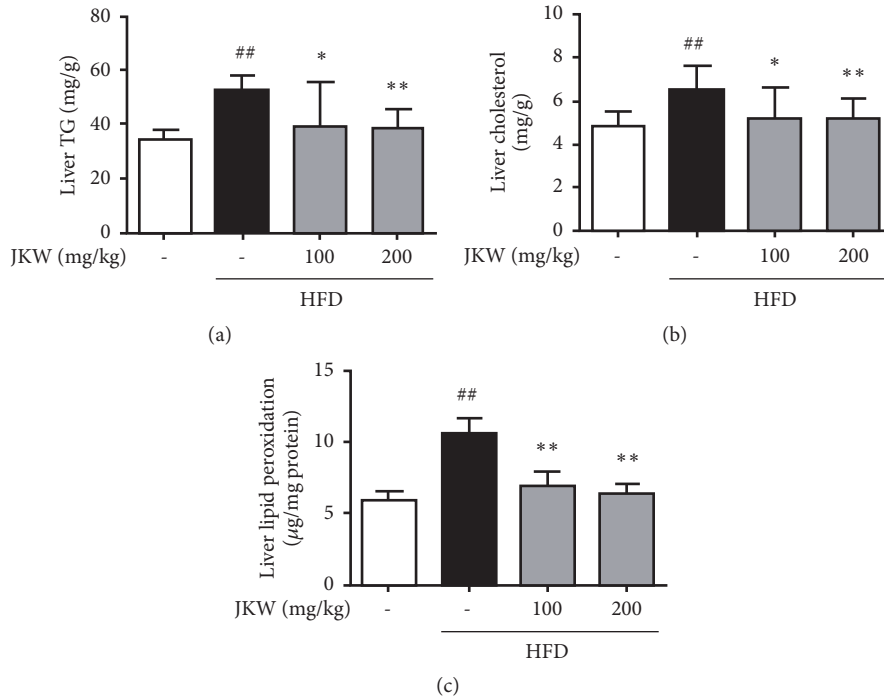 Liver TG (mg/g)
80
60
40
20
0
##
*
**
JKW (mg/kg)
- - 100 200
HFD
(a)
Liver cholesterol
(mg/g)
10
8
6
4
2
0
##
*
**
JKW (mg/kg)
- - 100 200
HFD
(b)
Liver lipid peroxidation
(μg/mg protein)
15
10
5
0
##
**
**
JKW (mg/kg)
- - 100 200
HFD
(c)